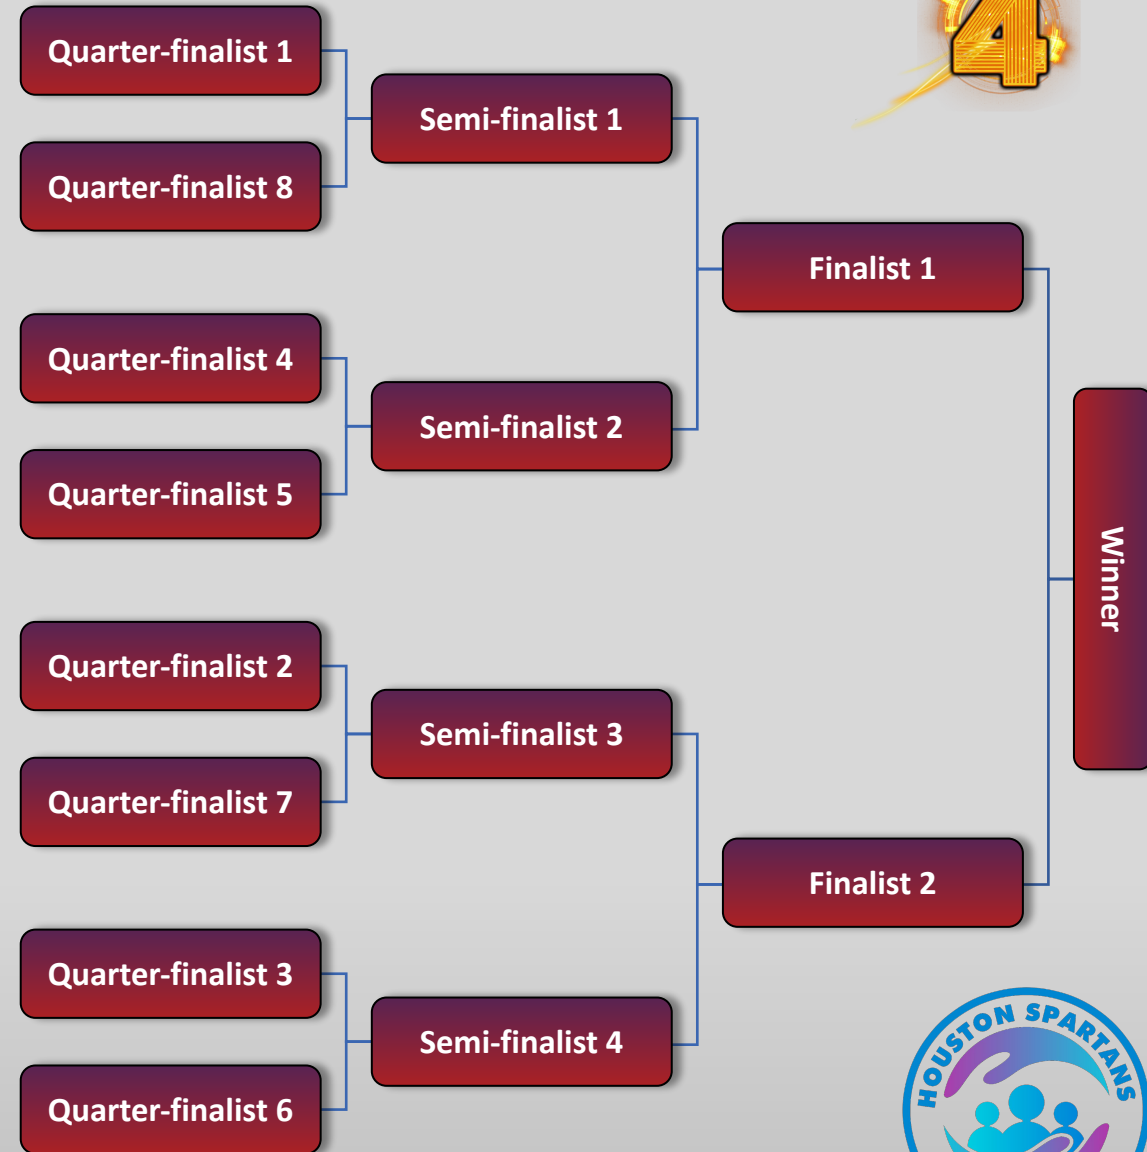 4
Quarter-finalist 1
Semi-finalist 1
Quarter-finalist 8
Finalist 1
Quarter-finalist 4
Semi-finalist 2
Quarter-finalist 5
Winner
Quarter-finalist 2
Semi-finalist 3
Quarter-finalist 7
Finalist 2
Quarter-finalist 3
Semi-finalist 4
Quarter-finalist 6
HOUSTON SPARTANS